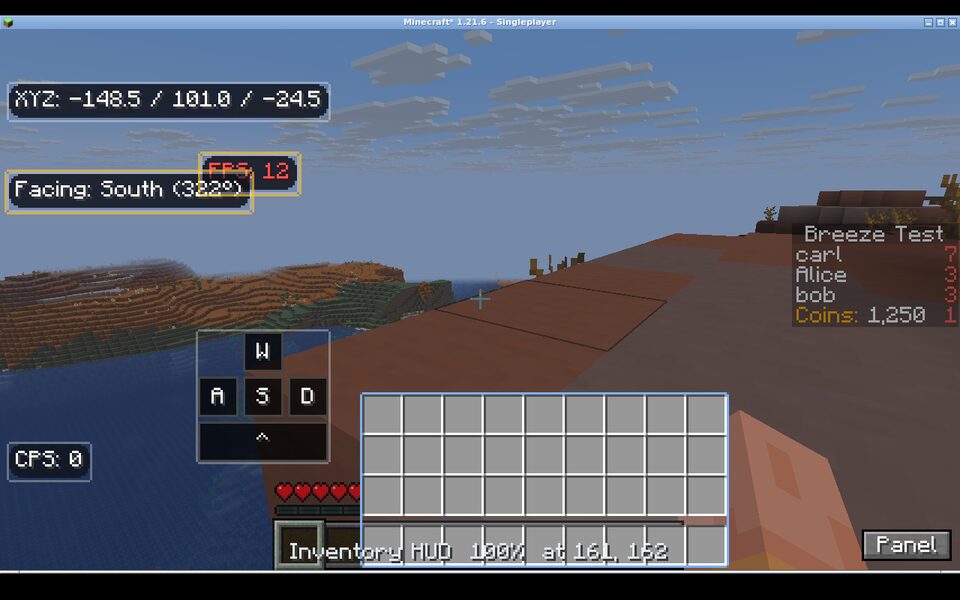 Minecraft* 1.21.6 - Singleplayer
XYZ: -148.5 / 101.0 / -24.5
FPS: 12
Facing: South (322°)
Breeze Test
carl 7
Alice 3
bob 3
Coins: 1,250 1
W
A S D
^
CPS: 0
Inventory HUD 100% at 161, 162
Panel